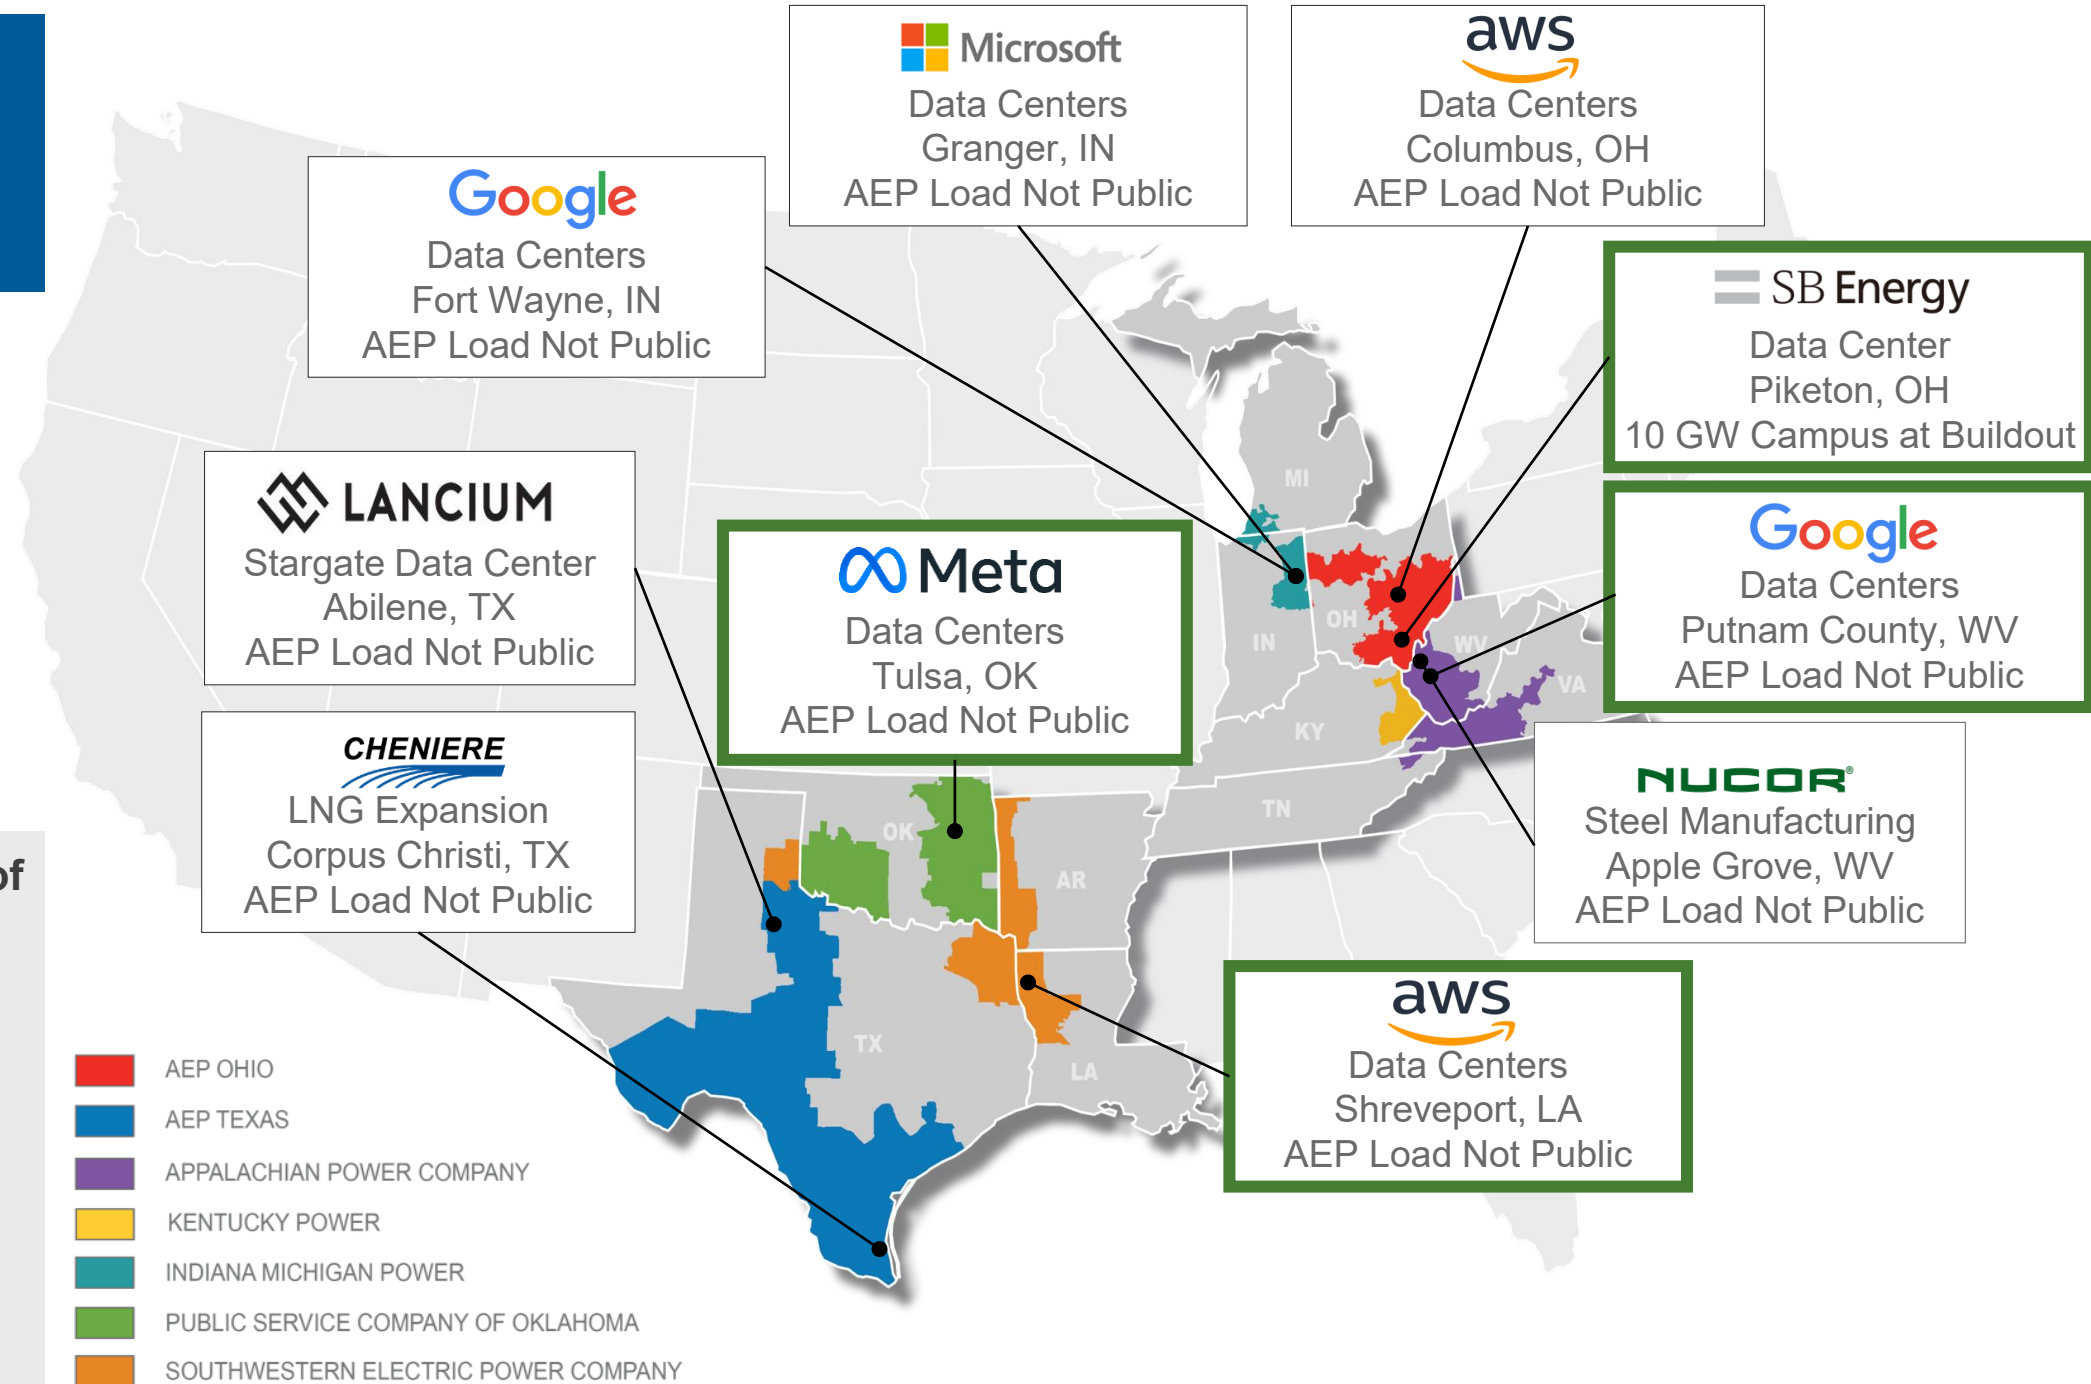 Microsoft
Data Centers
Granger, IN
AEP Load Not Public
aws
Data Centers
Columbus, OH
AEP Load Not Public
Google
Data Centers
Fort Wayne, IN
AEP Load Not Public
SB Energy
Data Center
Piketon, OH
10 GW Campus at Buildout
LANCIUM
Stargate Data Center
Abilene, TX
AEP Load Not Public
Meta
Data Centers
Tulsa, OK
AEP Load Not Public
Google
Data Centers
Putnam County, WV
AEP Load Not Public
CHENIERE
LNG Expansion
Corpus Christi, TX
AEP Load Not Public
NUCOR®
Steel Manufacturing
Apple Grove, WV
AEP Load Not Public
aws
Data Centers
Shreveport, LA
AEP Load Not Public
MI
OH
IN
WV
VA
KY
TN
OK
AR
TX
LA
of
AEP OHIO
AEP TEXAS
APPALACHIAN POWER COMPANY
KENTUCKY POWER
INDIANA MICHIGAN POWER
PUBLIC SERVICE COMPANY OF OKLAHOMA
SOUTHWESTERN ELECTRIC POWER COMPANY